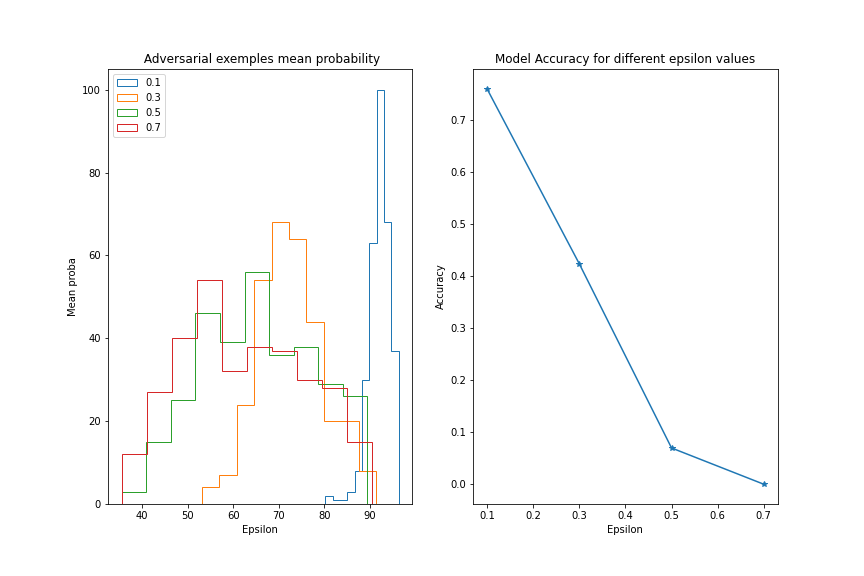 Adversarial exemples mean probability
0.1
0.3
0.5
0.7
100
80
60
40
20
0
Mean proba
40 50 60 70 80 90
Epsilon
Model Accuracy for different epsilon values
0.7
0.6
0.5
0.4
0.3
0.2
0.1
0.0
Accuracy
0.1 0.2 0.3 0.4 0.5 0.6 0.7
Epsilon